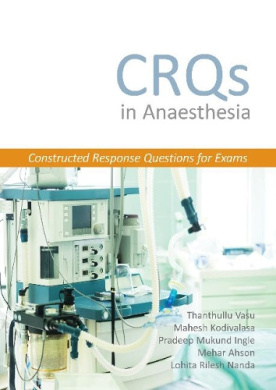 CRQs
in Anaesthesia
Constructed Response Questions for Exams
Thanthullu Vasu
Mahesh Kodivalasa
Pradeep Mukund Ingle
Mehar Ahson
Lohita Rilesh Nanda